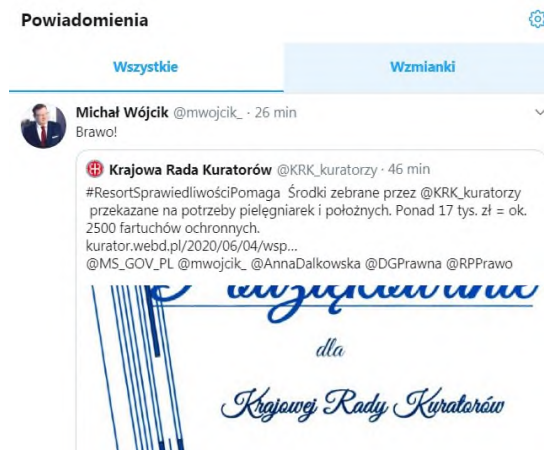 Powiadomienia
Wszystkie
Wzmianki
Michał Wójcik @mwojcik_ · 26 min
Brawo!
Krajowa Rada Kuratorów @KRK_kuratorzy · 46 min
#ResortSprawiedliwościPomaga Środki zebrane przez @KRK_kuratorzy
przekazane na potrzeby pielęgniarek i położnych. Ponad 17 tys. zł = ok.
2500 fartuchów ochronnych.
kurator.webd.pl/2020/06/04/wsp...
@MS_GOV_PL @mwojcik_ @AnnaDalkowska @DGPrawna @RPPrawo
Podziękowanie
dla
Krajowej Rady Kuratorów